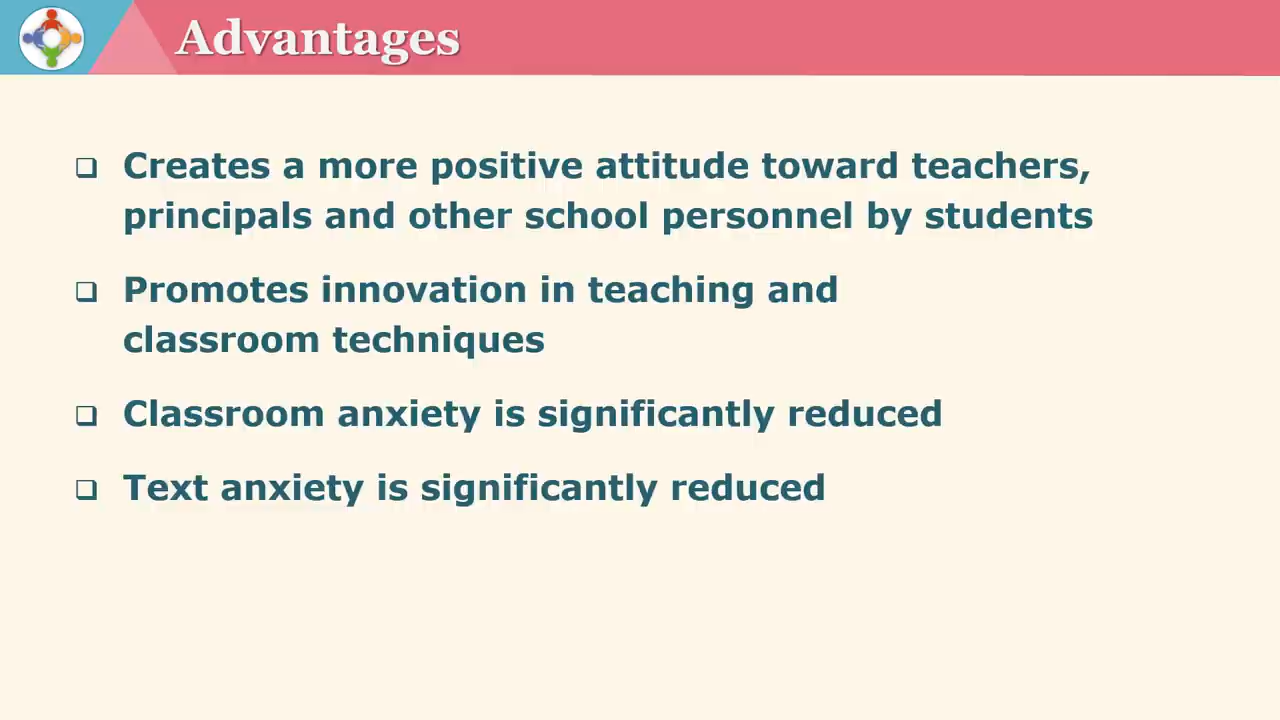 Advantages
❑ Creates a more positive attitude toward teachers,
principals and other school personnel by students
❑ Promotes innovation in teaching and
classroom techniques
❑ Classroom anxiety is significantly reduced
❑ Text anxiety is significantly reduced